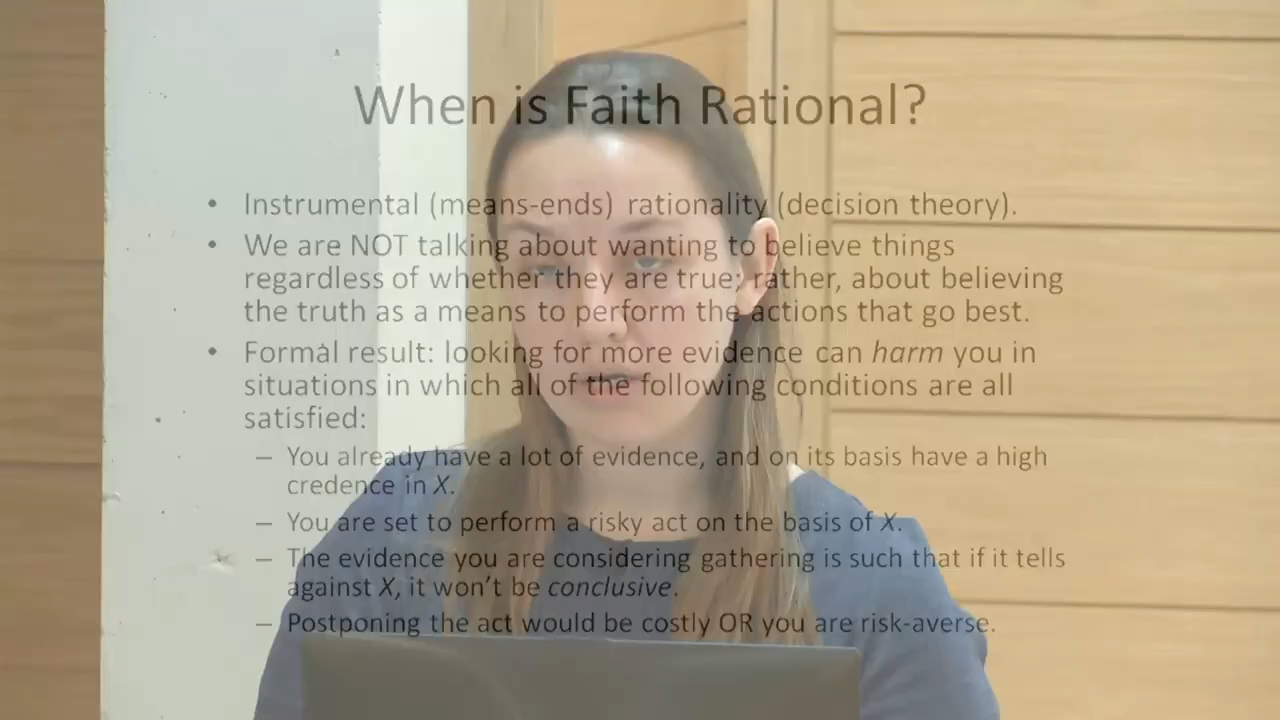 When is Faith Rational?
• Instrumental (means-ends) rationality (decision theory).
• We are NOT talking about wanting to believe things
regardless of whether they are true; rather, about believing
the truth as a means to perform the actions that go best.
• Formal result: looking for more evidence can harm you in
situations in which all of the following conditions are all
satisfied:
– You already have a lot of evidence, and on its basis have a high
credence in X.
– You are set to perform a risky act on the basis of X.
– The evidence you are considering gathering is such that if it tells
against X, it won't be conclusive.
– Postponing the act would be costly OR you are risk-averse.